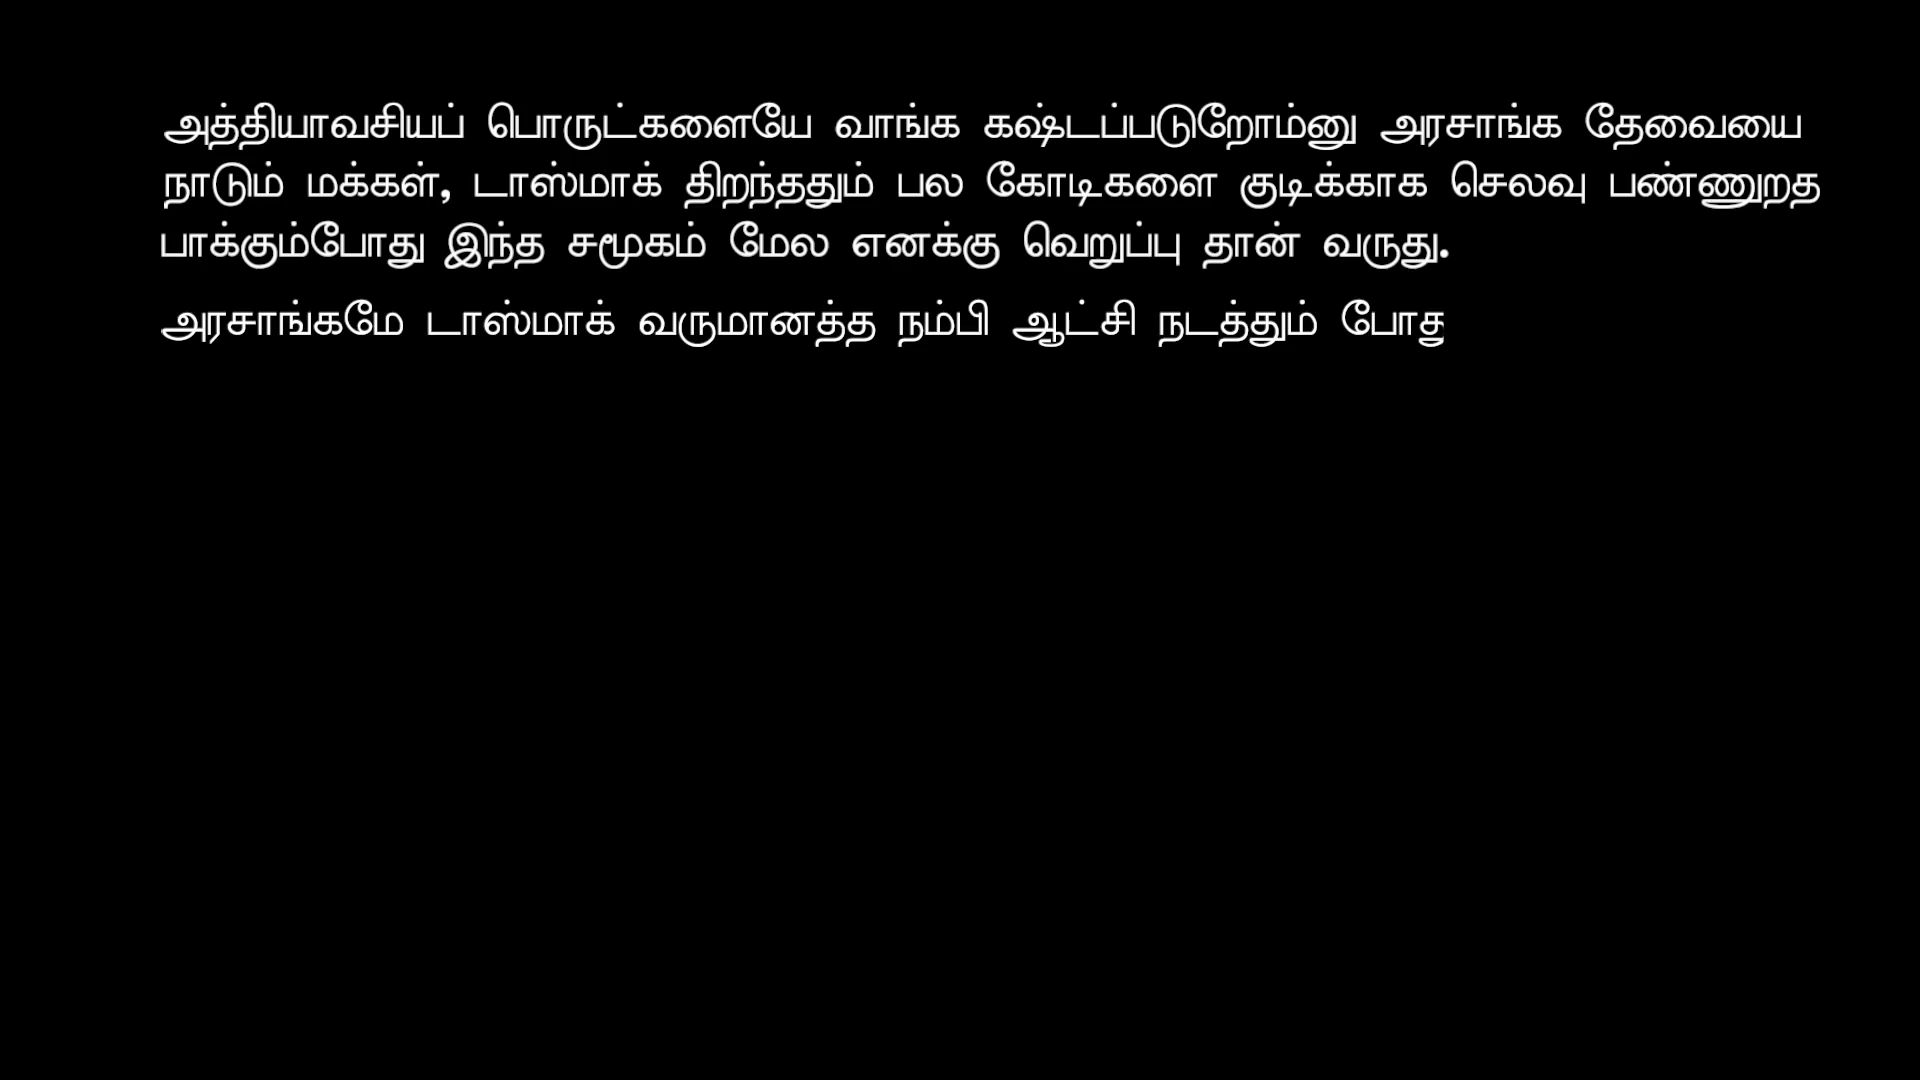 அத்தியாவசியப் பொருட்களையே வாங்க கஷ்டப்படுறோம்னு அரசாங்க தேவையை
நாடும் மக்கள், டாஸ்மாக் திறந்ததும் பல கோடிகளை குடிக்காக செலவு பண்ணுறத
பாக்கும்போது இந்த சமூகம் மேல எனக்கு வெறுப்பு தான் வருது.
அரசாங்கமே டாஸ்மாக் வருமானத்த நம்பி ஆட்சி நடத்தும் போது